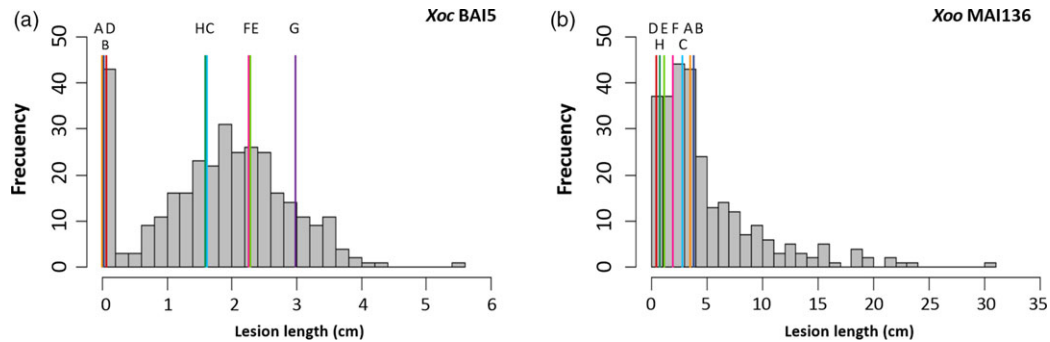 (a) Xoc BAI5
A D HC FE G
B
50
40
30
20
10
0
Frecuency
0 1 2 3 4 5 6
Lesion length (cm)
(b) Xoo MAI136
D E F A B
H C
50
40
30
20
10
0
Frecuency
0 5 10 15 20 25 30 35
Lesion length (cm)